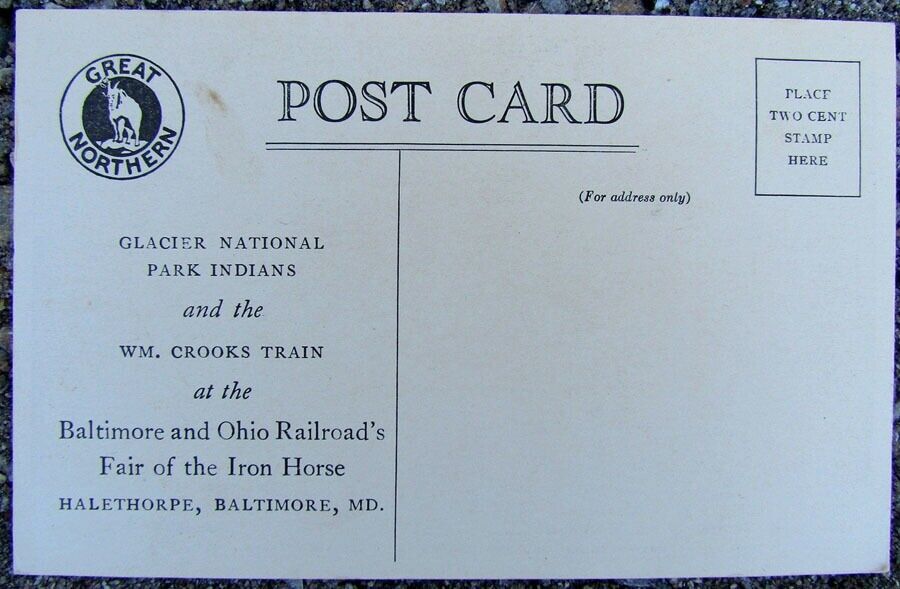 GREAT
NORTHERN
POST CARD
PLACE
TWO CENT
STAMP
HERE
(For address only)
GLACIER NATIONAL
PARK INDIANS
and the
WM. CROOKS TRAIN
at the
Baltimore and Ohio Railroad's
Fair of the Iron Horse
HALETHORPE, BALTIMORE, MD.